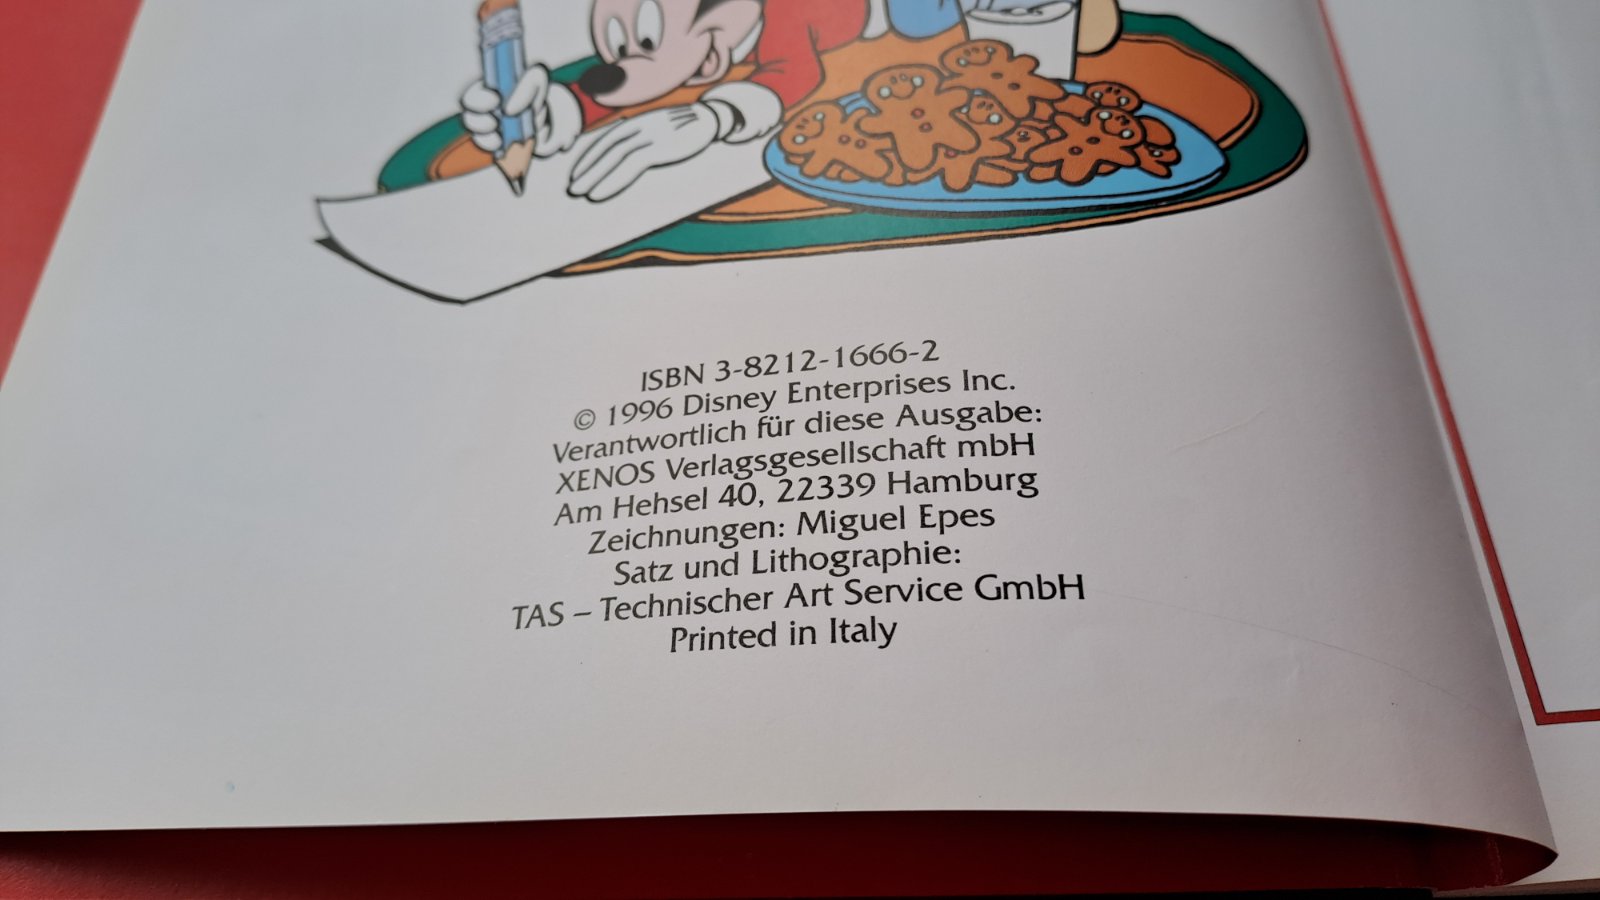 ISBN 3-8212-1666-2
© 1996 Disney Enterprises Inc.
Verantwortlich für diese Ausgabe:
XENOS Verlagsgesellschaft mbH
Am Hehsel 40, 22339 Hamburg
Zeichnungen: Miguel Epes
Satz und Lithographie:
TAS – Technischer Art Service GmbH
Printed in Italy